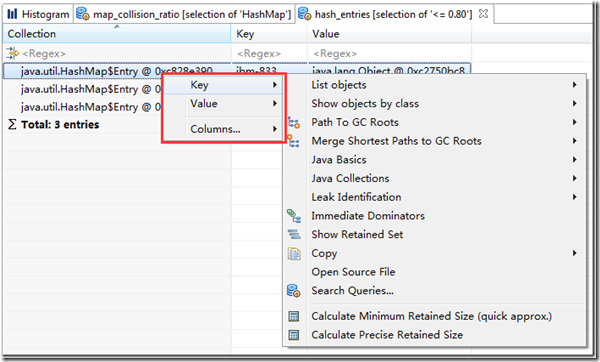 Histogram map_collision_ratio [selection of 'HashMap'] hash_entries [selection of '<= 0.80']
Collection Key Value
<Regex> <Regex> <Regex>
java.util.HashMap$Entry @ 0xc828e390 ibm-833 java.lang.Object @ 0xc2750bc8
java.util.HashMap$Entry @ 0
java.util.HashMap$Entry @ 0
Σ Total: 3 entries
Key
Value
Columns...
List objects
Show objects by class
Path To GC Roots
Merge Shortest Paths to GC Roots
Java Basics
Java Collections
Leak Identification
Immediate Dominators
Show Retained Set
Copy
Open Source File
Search Queries...
Calculate Minimum Retained Size (quick approx.)
Calculate Precise Retained Size